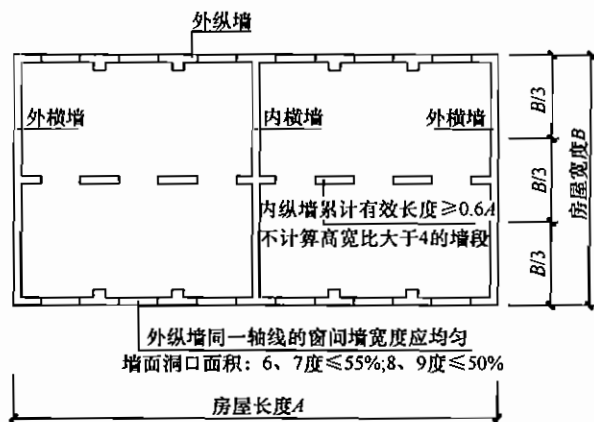 外纵墙
外横墙
内横墙
外横墙
B/3
B/3
B/3
房屋宽度B
内纵墙累计有效长度≥0.6A
不计算高宽比大于4的墙段
外纵墙同一轴线的窗间墙宽度应均匀
墙面洞口面积：6、7度≤55%;8、9度≤50%
房屋长度A